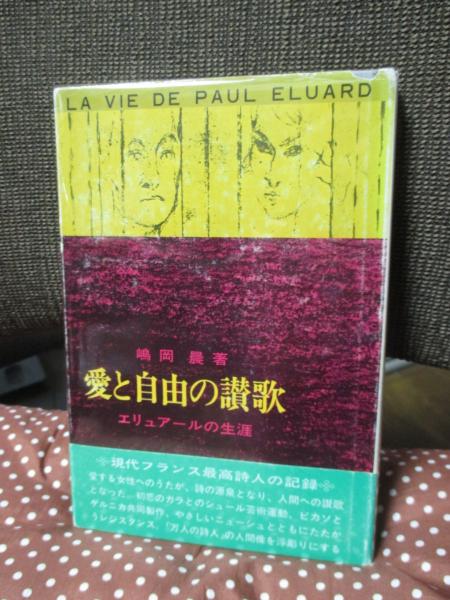 LA VIE DE PAUL ELUARD
嶋岡晨著
愛と自由の讃歌
エリュアールの生涯
※現代フランス最高詩人の記録※
愛する女性へのうたが、詩の源泉となり、人間への讃歌
となった。初恋のガラとのシュール芸術運動、ピカソと
ゲルニカ共同製作、やさしいニューシュとともにたたか
うレジスタンス、「万人の詩人」の人間像を浮彫りにする